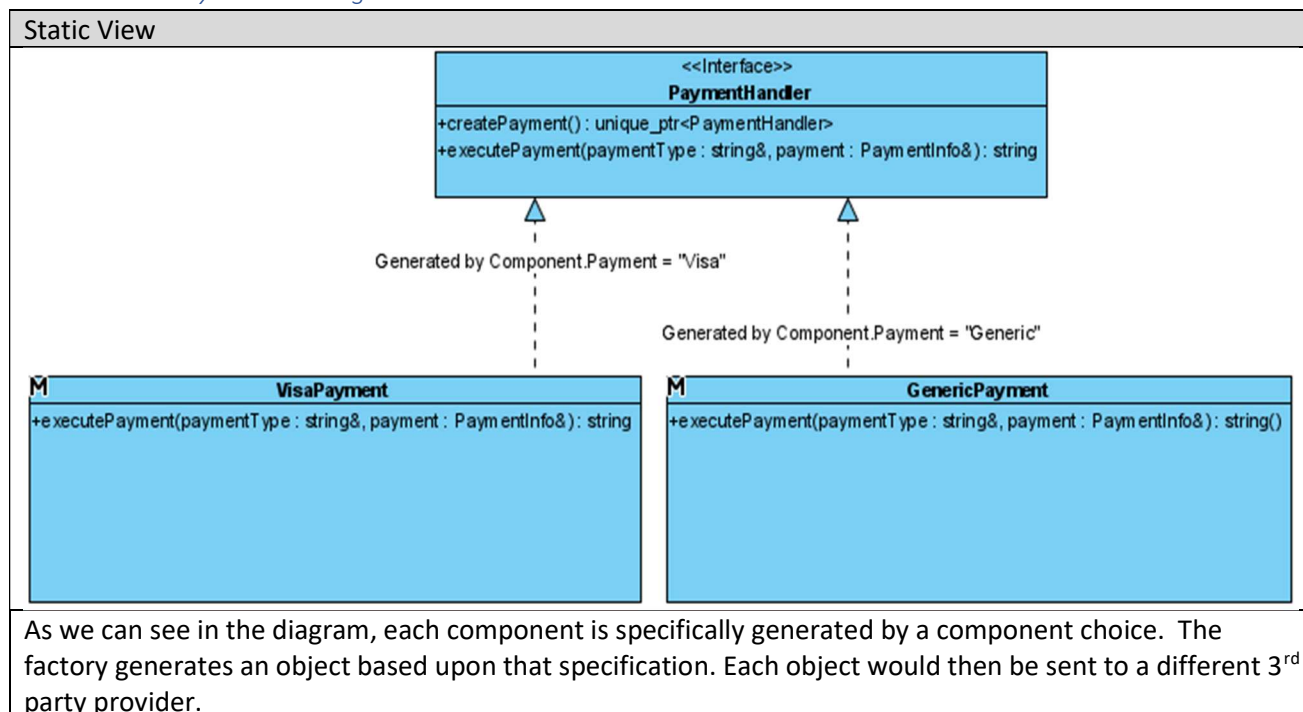 Static View
<<Interface>>
PaymentHandler
+createPayment() : unique_ptr<PaymentHandler>
+executePayment(paymentType : string&, payment : PaymentInfo&) : string
Generated by Component.Payment = "Visa"
Generated by Component.Payment = "Generic"
M
VisaPayment
+executePayment(paymentType : string&, payment : PaymentInfo&) : string
M
GenericPayment
+executePayment(paymentType : string&, payment : PaymentInfo&) : string()
As we can see in the diagram, each component is specifically generated by a component choice.  The
factory generates an object based upon that specification. Each object would then be sent to a different 3rd
party provider.